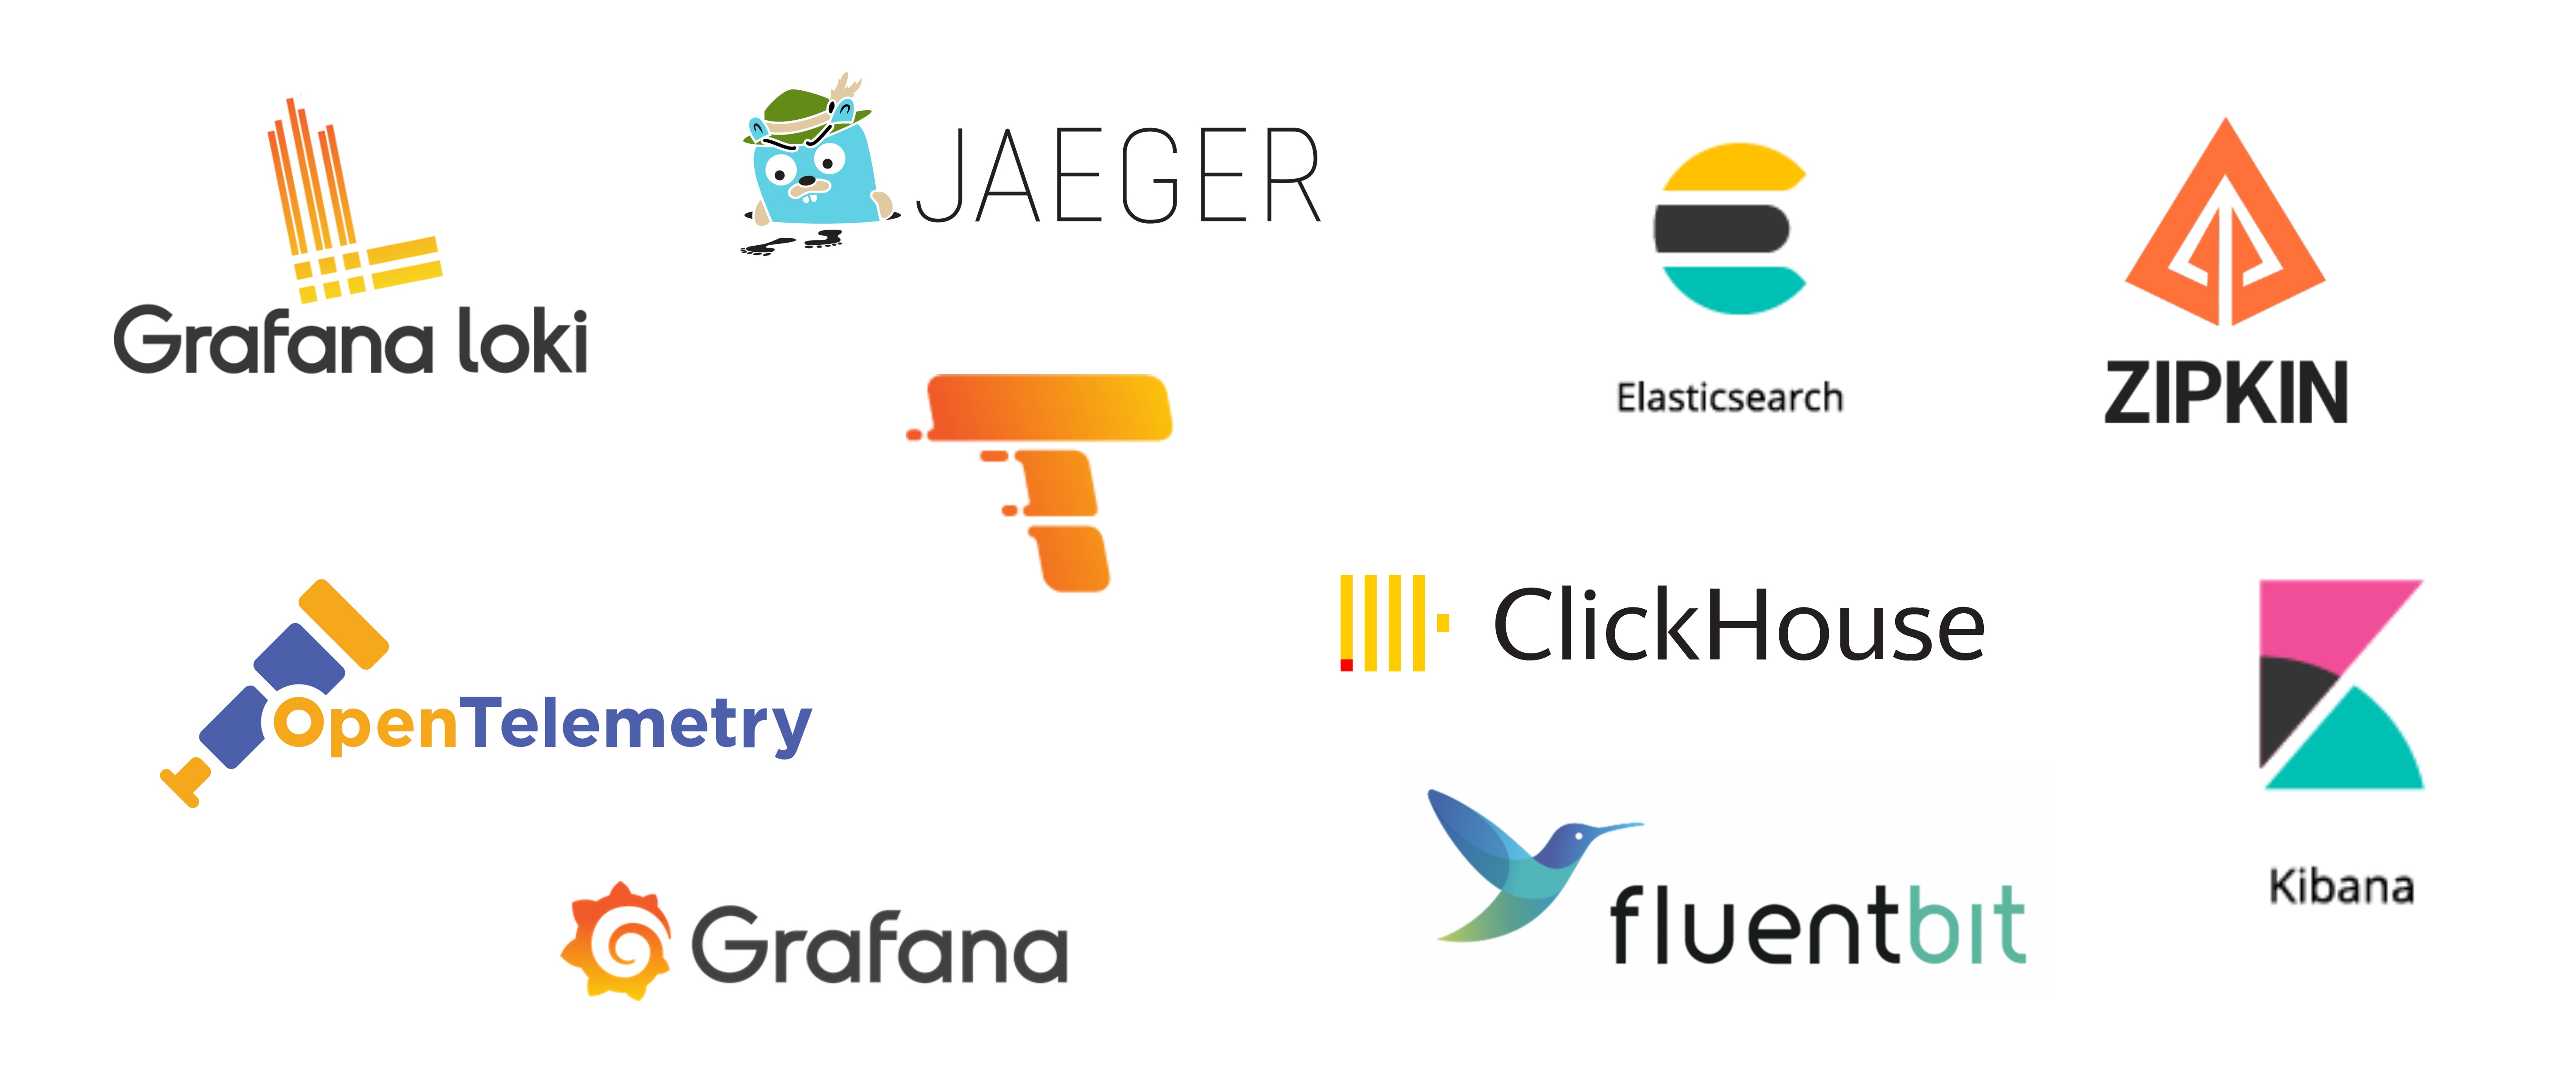 JAEGER
Grafana loki
Elasticsearch
ZIPKIN
OpenTelemetry
ClickHouse
Kibana
fluentbit
Grafana